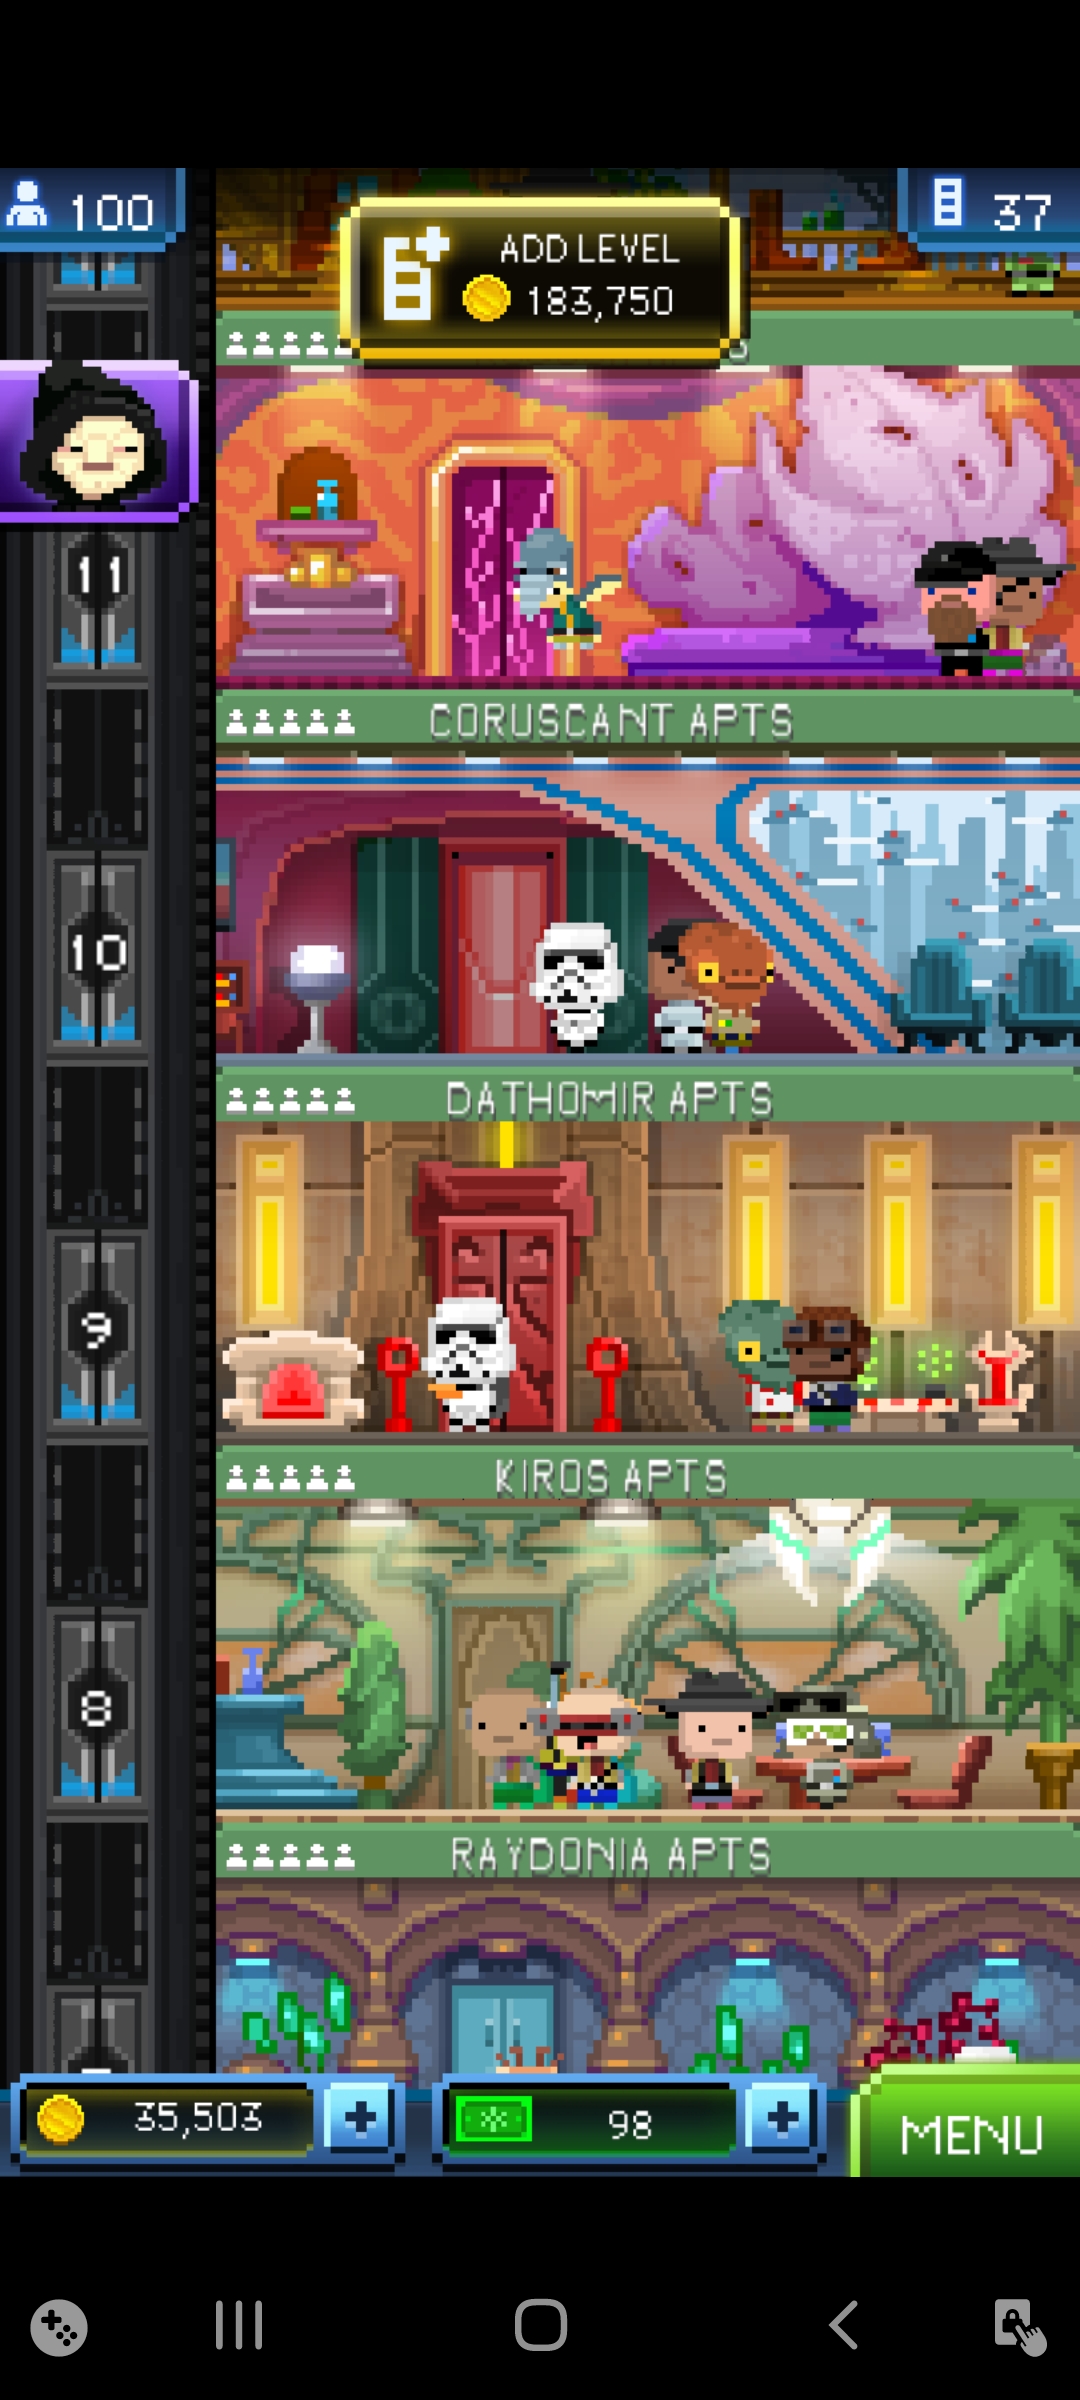 100
37
ADD LEVEL
183,750
S
11
CORUSCANT APTS
10
DATHOMIR APTS
9
KIROS APTS
8
RAYDONIA APTS
35,503
98
MENU